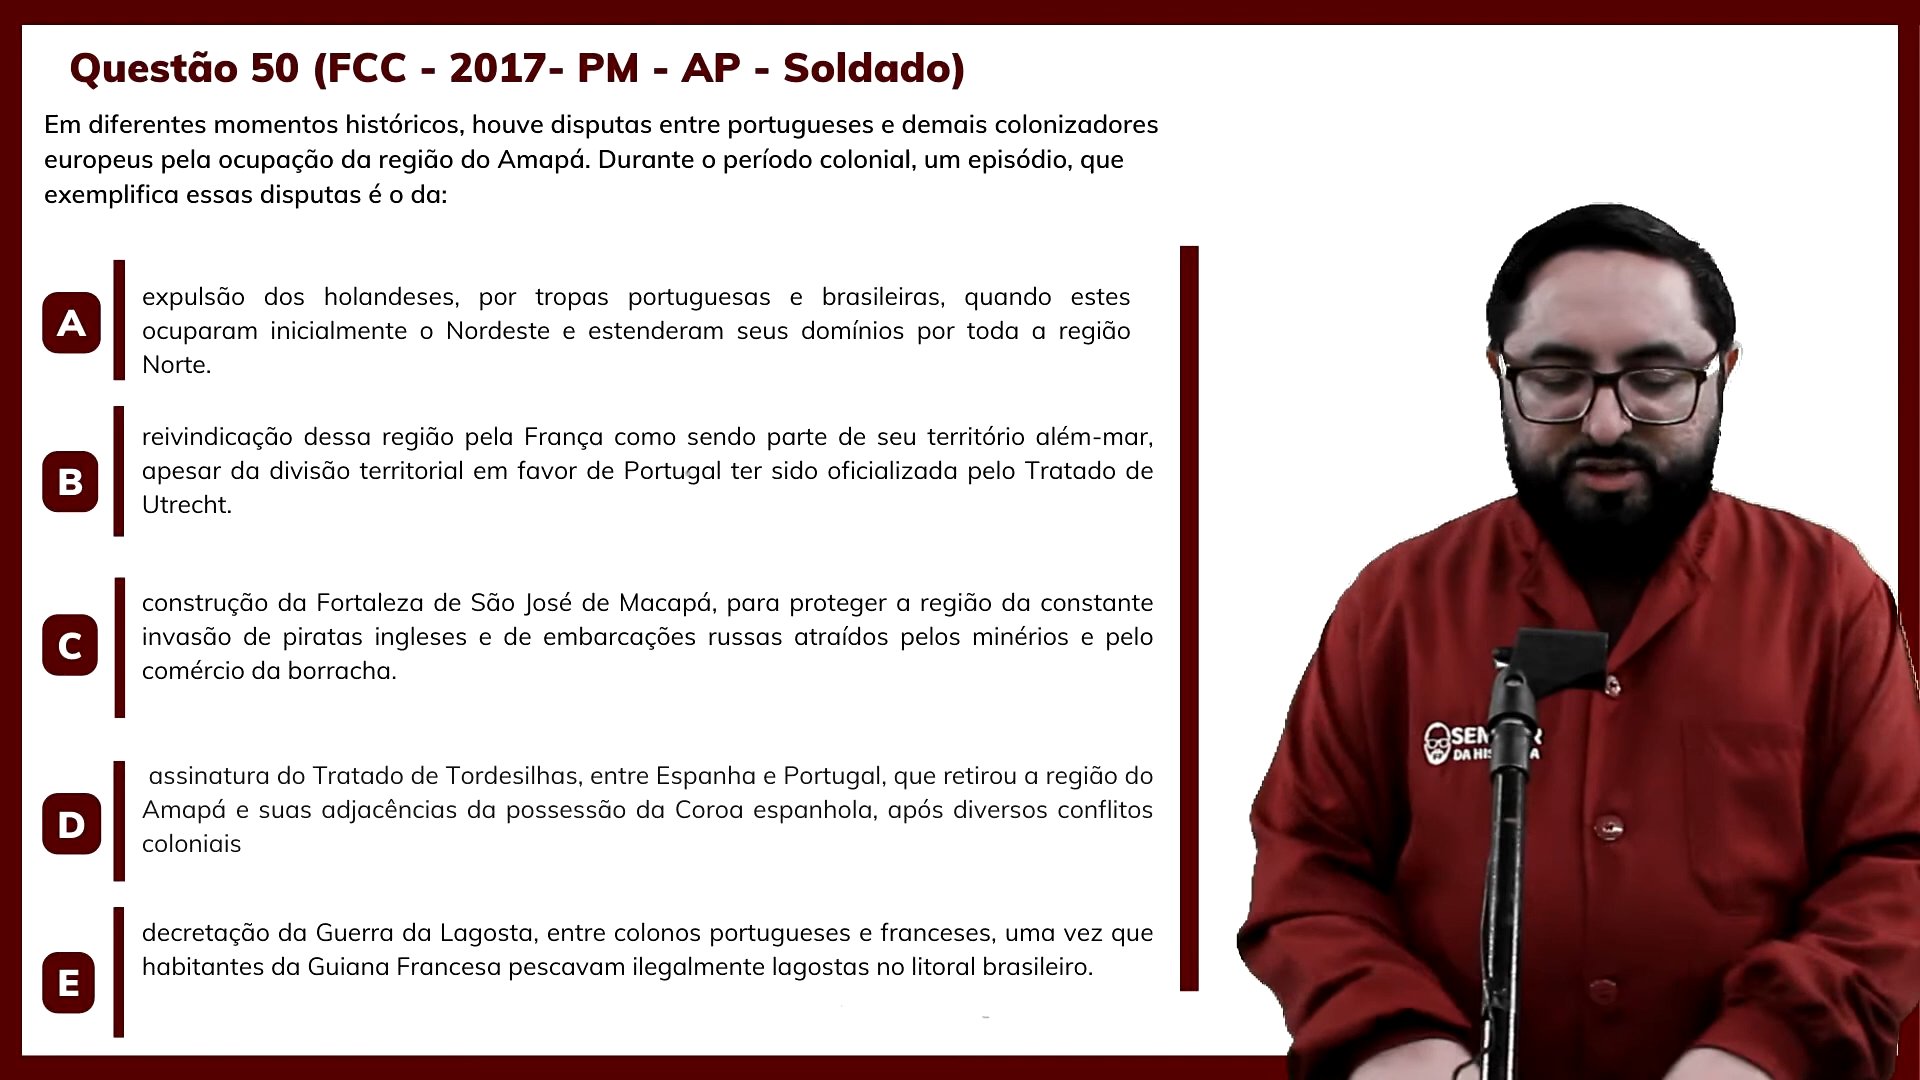 Questão 50 (FCC - 2017- PM - AP - Soldado)
Em diferentes momentos históricos, houve disputas entre portugueses e demais colonizadores
europeus pela ocupação da região do Amapá. Durante o período colonial, um episódio, que
exemplifica essas disputas é o da:
A
expulsão dos holandeses, por tropas portuguesas e brasileiras, quando estes
ocuparam inicialmente o Nordeste e estenderam seus domínios por toda a região
Norte.
B
reivindicação dessa região pela França como sendo parte de seu território além-mar,
apesar da divisão territorial em favor de Portugal ter sido oficializada pelo Tratado de
Utrecht.
C
construção da Fortaleza de São José de Macapá, para proteger a região da constante
invasão de piratas ingleses e de embarcações russas atraídos pelos minérios e pelo
comércio da borracha.
D
assinatura do Tratado de Tordesilhas, entre Espanha e Portugal, que retirou a região do
Amapá e suas adjacências da possessão da Coroa espanhola, após diversos conflitos
coloniais
E
decretação da Guerra da Lagosta, entre colonos portugueses e franceses, uma vez que
habitantes da Guiana Francesa pescavam ilegalmente lagostas no litoral brasileiro.
DA